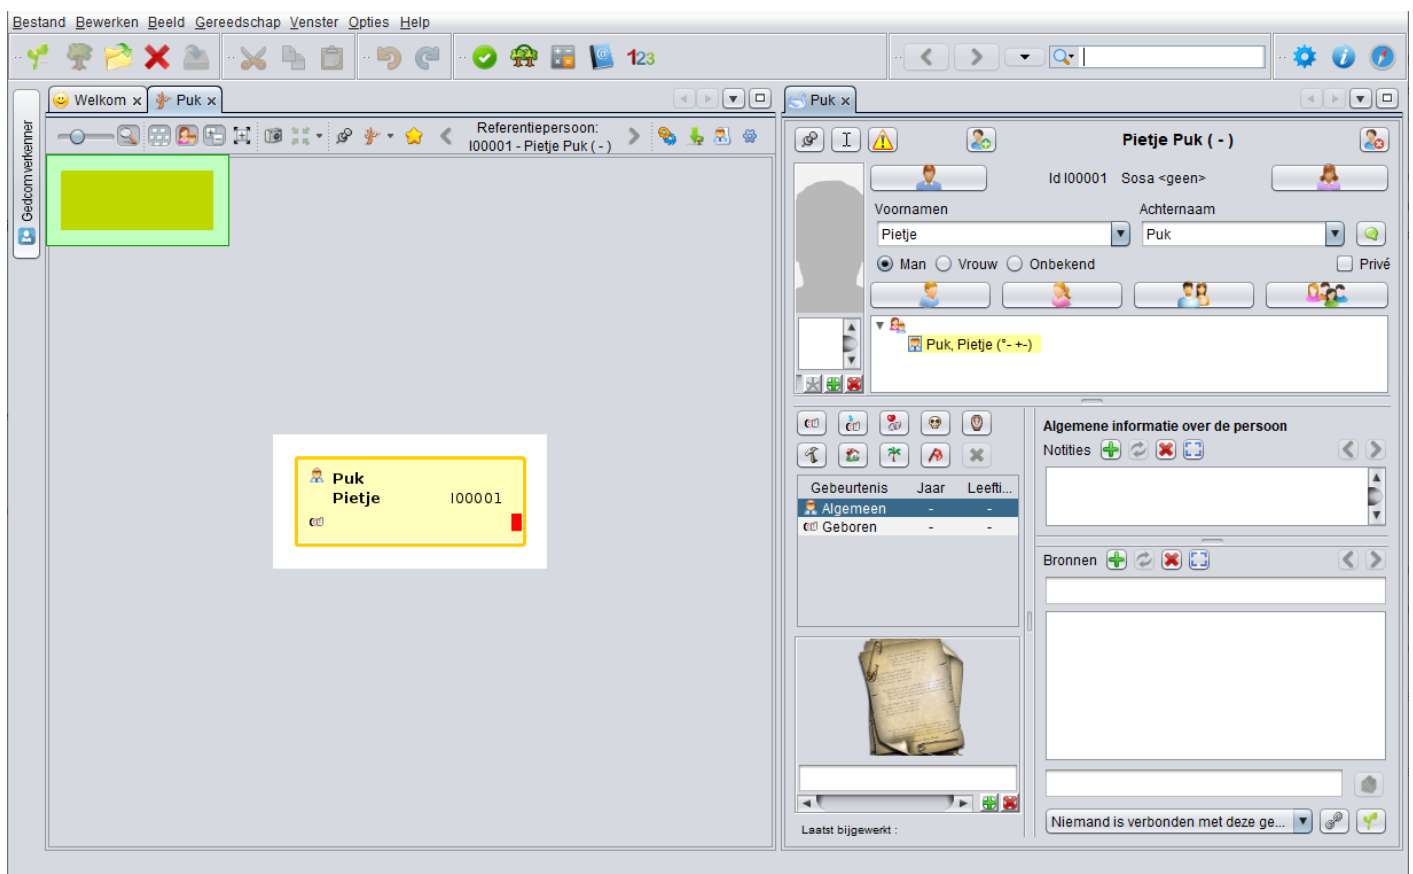 Bestand Bewerken Beeld Gereedschap Venster Opties Help
123
Welkom x Puk x
Puk x
Gedcomverkenner
Referentiepersoon:
I00001 - Pietje Puk ( - )
Pietje Puk ( - )
Id I00001 Sosa <geen>
Voornamen Achternaam
Pietje Puk
Man Vrouw Onbekend Privé
Puk, Pietje (°- +-)
Puk
Pietje I00001
Algemene informatie over de persoon
Notities
Gebeurtenis Jaar Leefti...
Algemeen - -
Geboren - -
Bronnen
Niemand is verbonden met deze ge...
Laatst bijgewerkt :